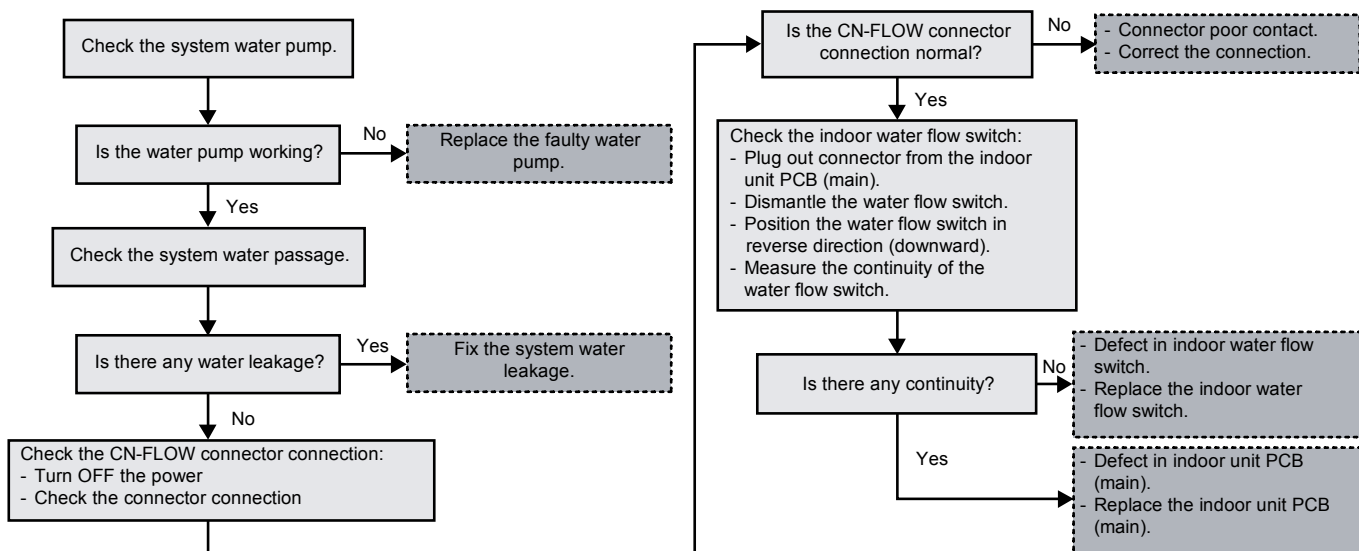 Check the system water pump.
Is the water pump working?
No
Replace the faulty water
pump.
Yes
Check the system water passage.
Is there any water leakage?
Yes
Fix the system water
leakage.
No
Check the CN-FLOW connector connection:
- Turn OFF the power
- Check the connector connection
Is the CN-FLOW connector
connection normal?
No
- Connector poor contact.
- Correct the connection.
Yes
Check the indoor water flow switch:
- Plug out connector from the indoor
unit PCB (main).
- Dismantle the water flow switch.
- Position the water flow switch in
reverse direction (downward).
- Measure the continuity of the
water flow switch.
Is there any continuity?
No
- Defect in indoor water flow
switch.
- Replace the indoor water
flow switch.
Yes
- Defect in indoor unit PCB
(main).
- Replace the indoor unit PCB
(main).